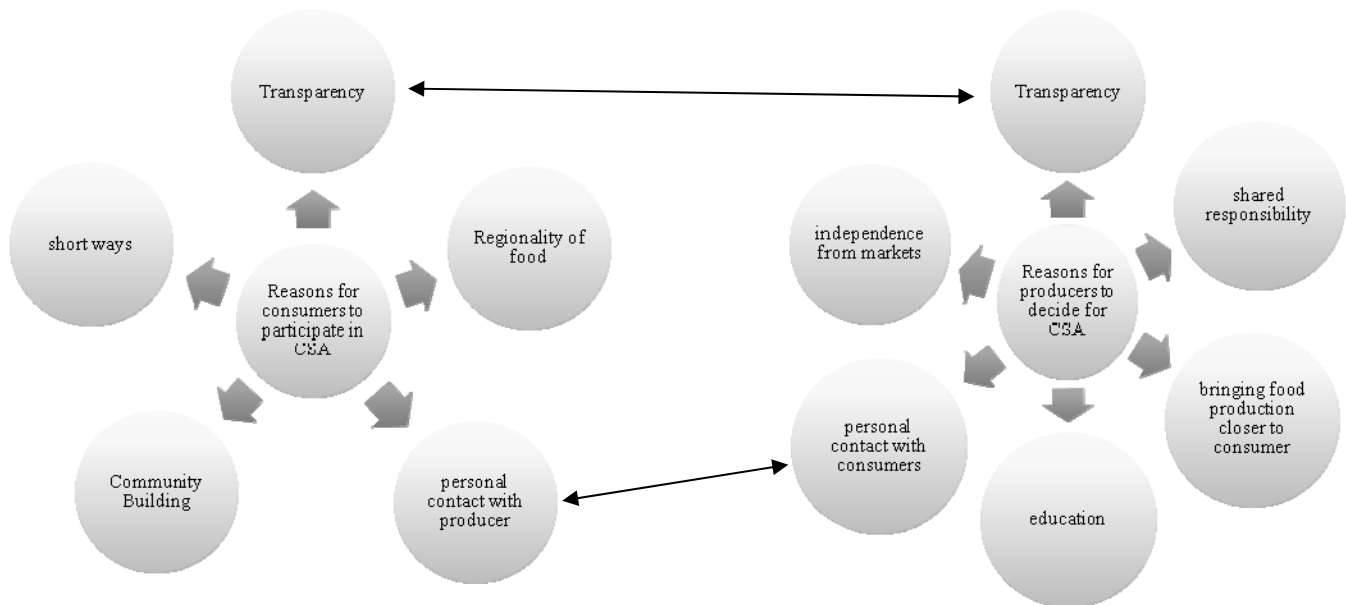 Transparency
short ways
Regionality of
food
Reasons for
consumers to
participate in
CSA
Community
Building
personal
contact with
producer
Transparency
shared
responsibility
independence
from markets
Reasons for
producers to
decide for
CSA
bringing food
production
closer to
consumer
personal
contact with
consumers
education